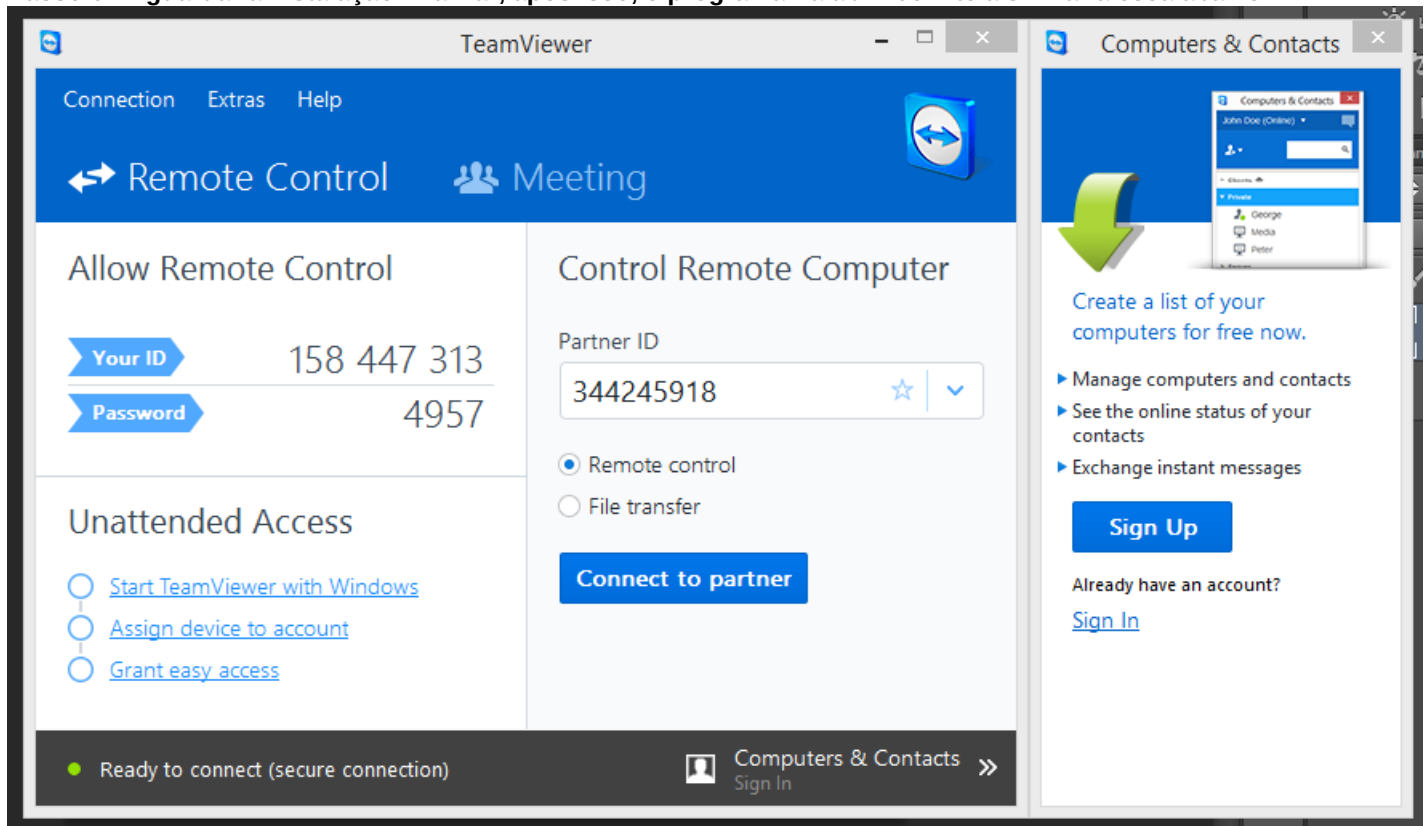 TeamViewer
Connection Extras Help
Remote Control Meeting
Allow Remote Control
Your ID 158 447 313
Password 4957
Unattended Access
Start TeamViewer with Windows
Assign device to account
Grant easy access
Control Remote Computer
Partner ID
344245918
Remote control
File transfer
Connect to partner
Ready to connect (secure connection)
Computers & Contacts
Sign In
Computers & Contacts
Computers & Contacts
John Doe (Online)
Private
George
Media
Peter
Create a list of your
computers for free now.
Manage computers and contacts
See the online status of your
contacts
Exchange instant messages
Sign Up
Already have an account?
Sign In